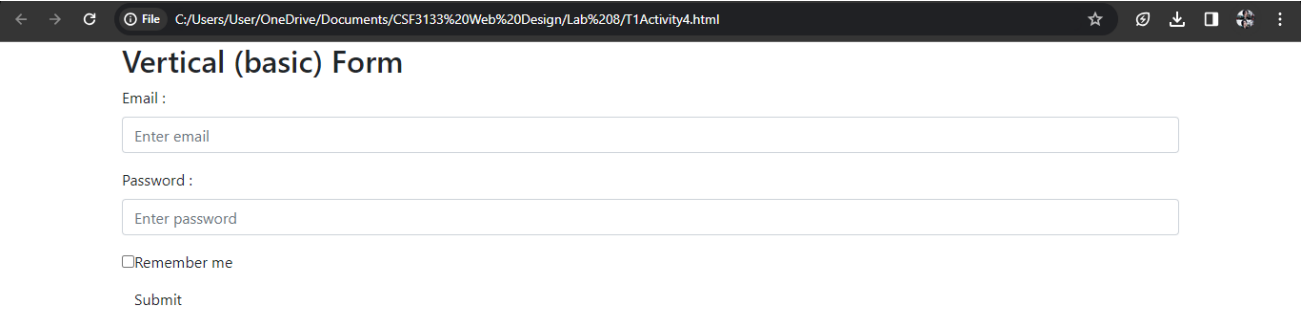 File C:/Users/User/OneDrive/Documents/CSF3133%20Web%20Design/Lab%208/T1Activity4.html
Vertical (basic) Form
Email :
Enter email
Password :
Enter password
Remember me
Submit